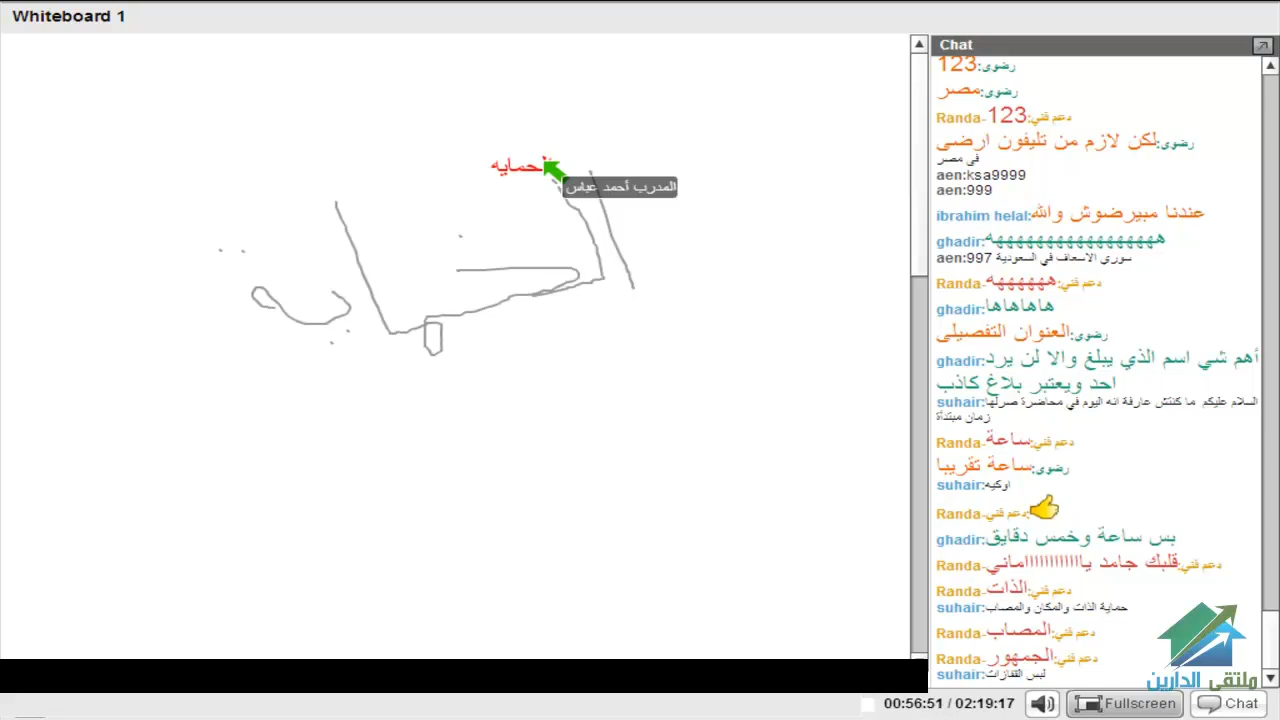 Whiteboard 1
الحمايه
المدرب أحمد عباس
Chat
رضوى:123
رضوى:مصر
Randa-دعم فني:123
رضوى:لكن لازم من تليفون ارضى
فى مصر
aen:ksa9999
aen:999
ibrahim helal:عندنا مبيرضوش والله
ghadir:هههههههههههههههه
aen:997 سوري الاسعاف في السعودية
Randa-دعم فني:هههههه
ghadir:هاهاهاها
رضوى:العنوان التفصيلى
ghadir:أهم شي اسم الذي يبلغ والا لن يرد
احد ويعتبر بلاغ كاذب
suhair:السلام عليكم ما كنتش عارفة انه اليوم في محاضرة صرلها
زمان مبتدأة
Randa-دعم فني:ساعة
رضوى:ساعة تقريبا
suhair:اوكيه
Randa-دعم فني:
ghadir:بس ساعة وخمس دقايق
Randa-دعم فني:قلبك جامد يااااااااااااماني
Randa-دعم فني:الذات
suhair:حماية الذات والمكان والمصاب
Randa-دعم فني:المصاب
Randa-دعم فني:الجمهور
suhair:لبس القفازات
ملتقى الدارين
00:56:51 / 02:19:17
Fullscreen
Chat